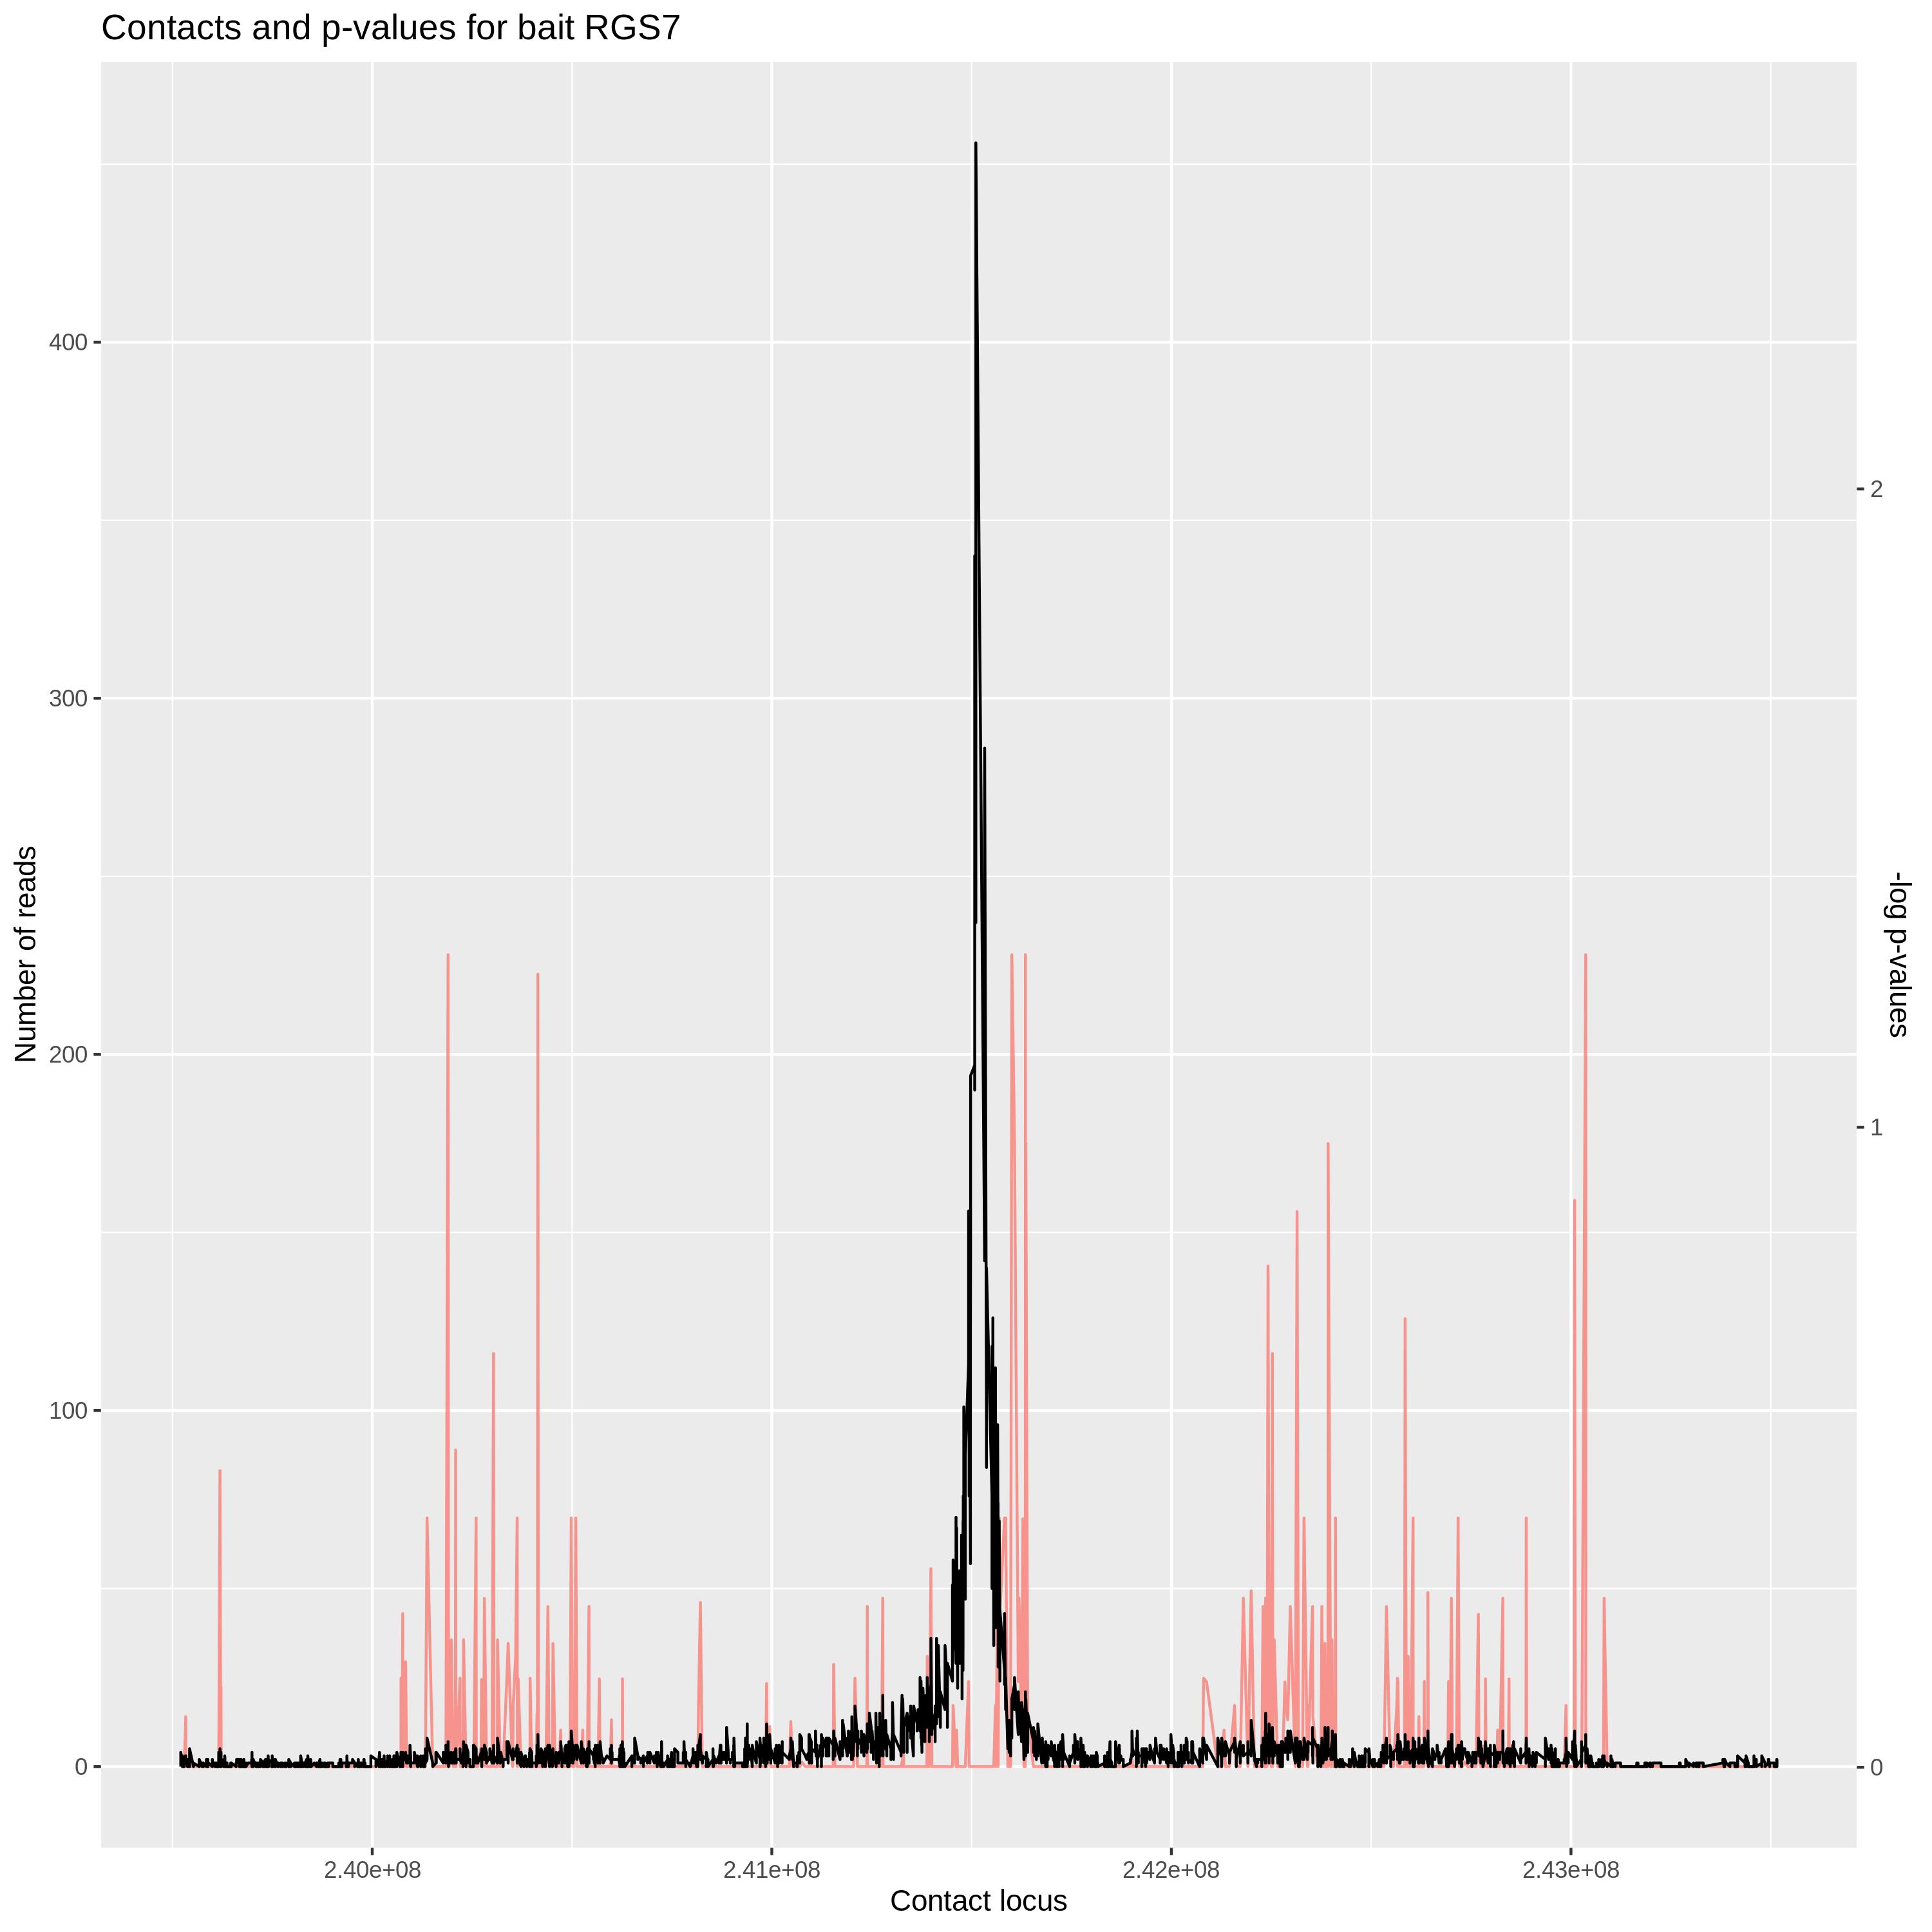 Contacts and p-values for bait RGS7
400
300
200
100
0
Number of reads
2
1
0
-log p-values
2.40e+08 2.41e+08 2.42e+08 2.43e+08
Contact locus